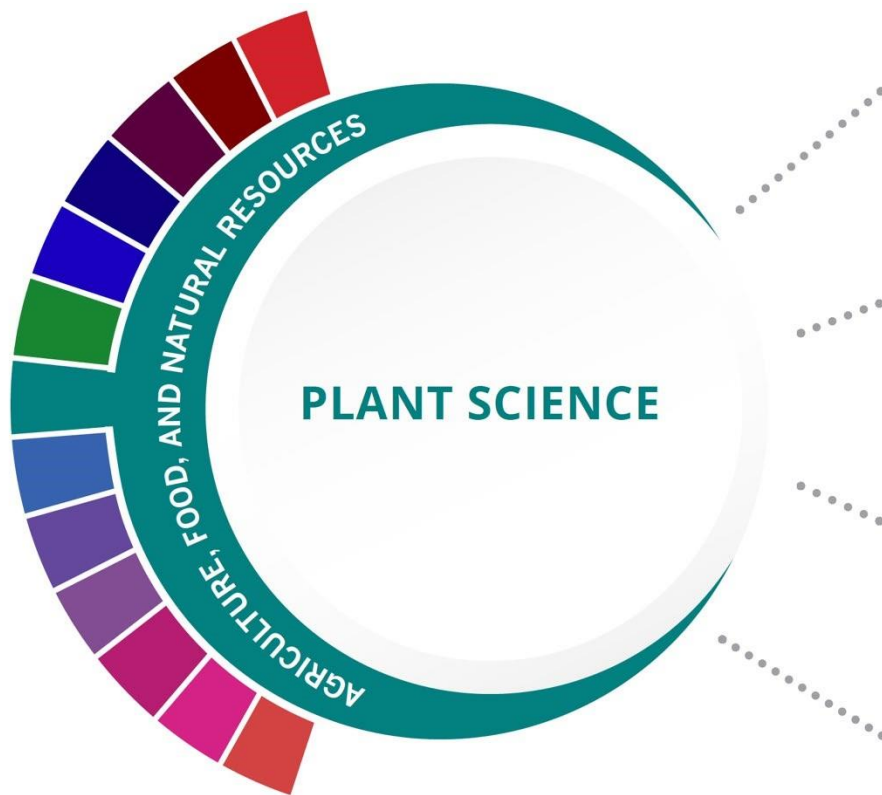 AGRICULTURE, FOOD, AND NATURAL RESOURCES
PLANT SCIENCE